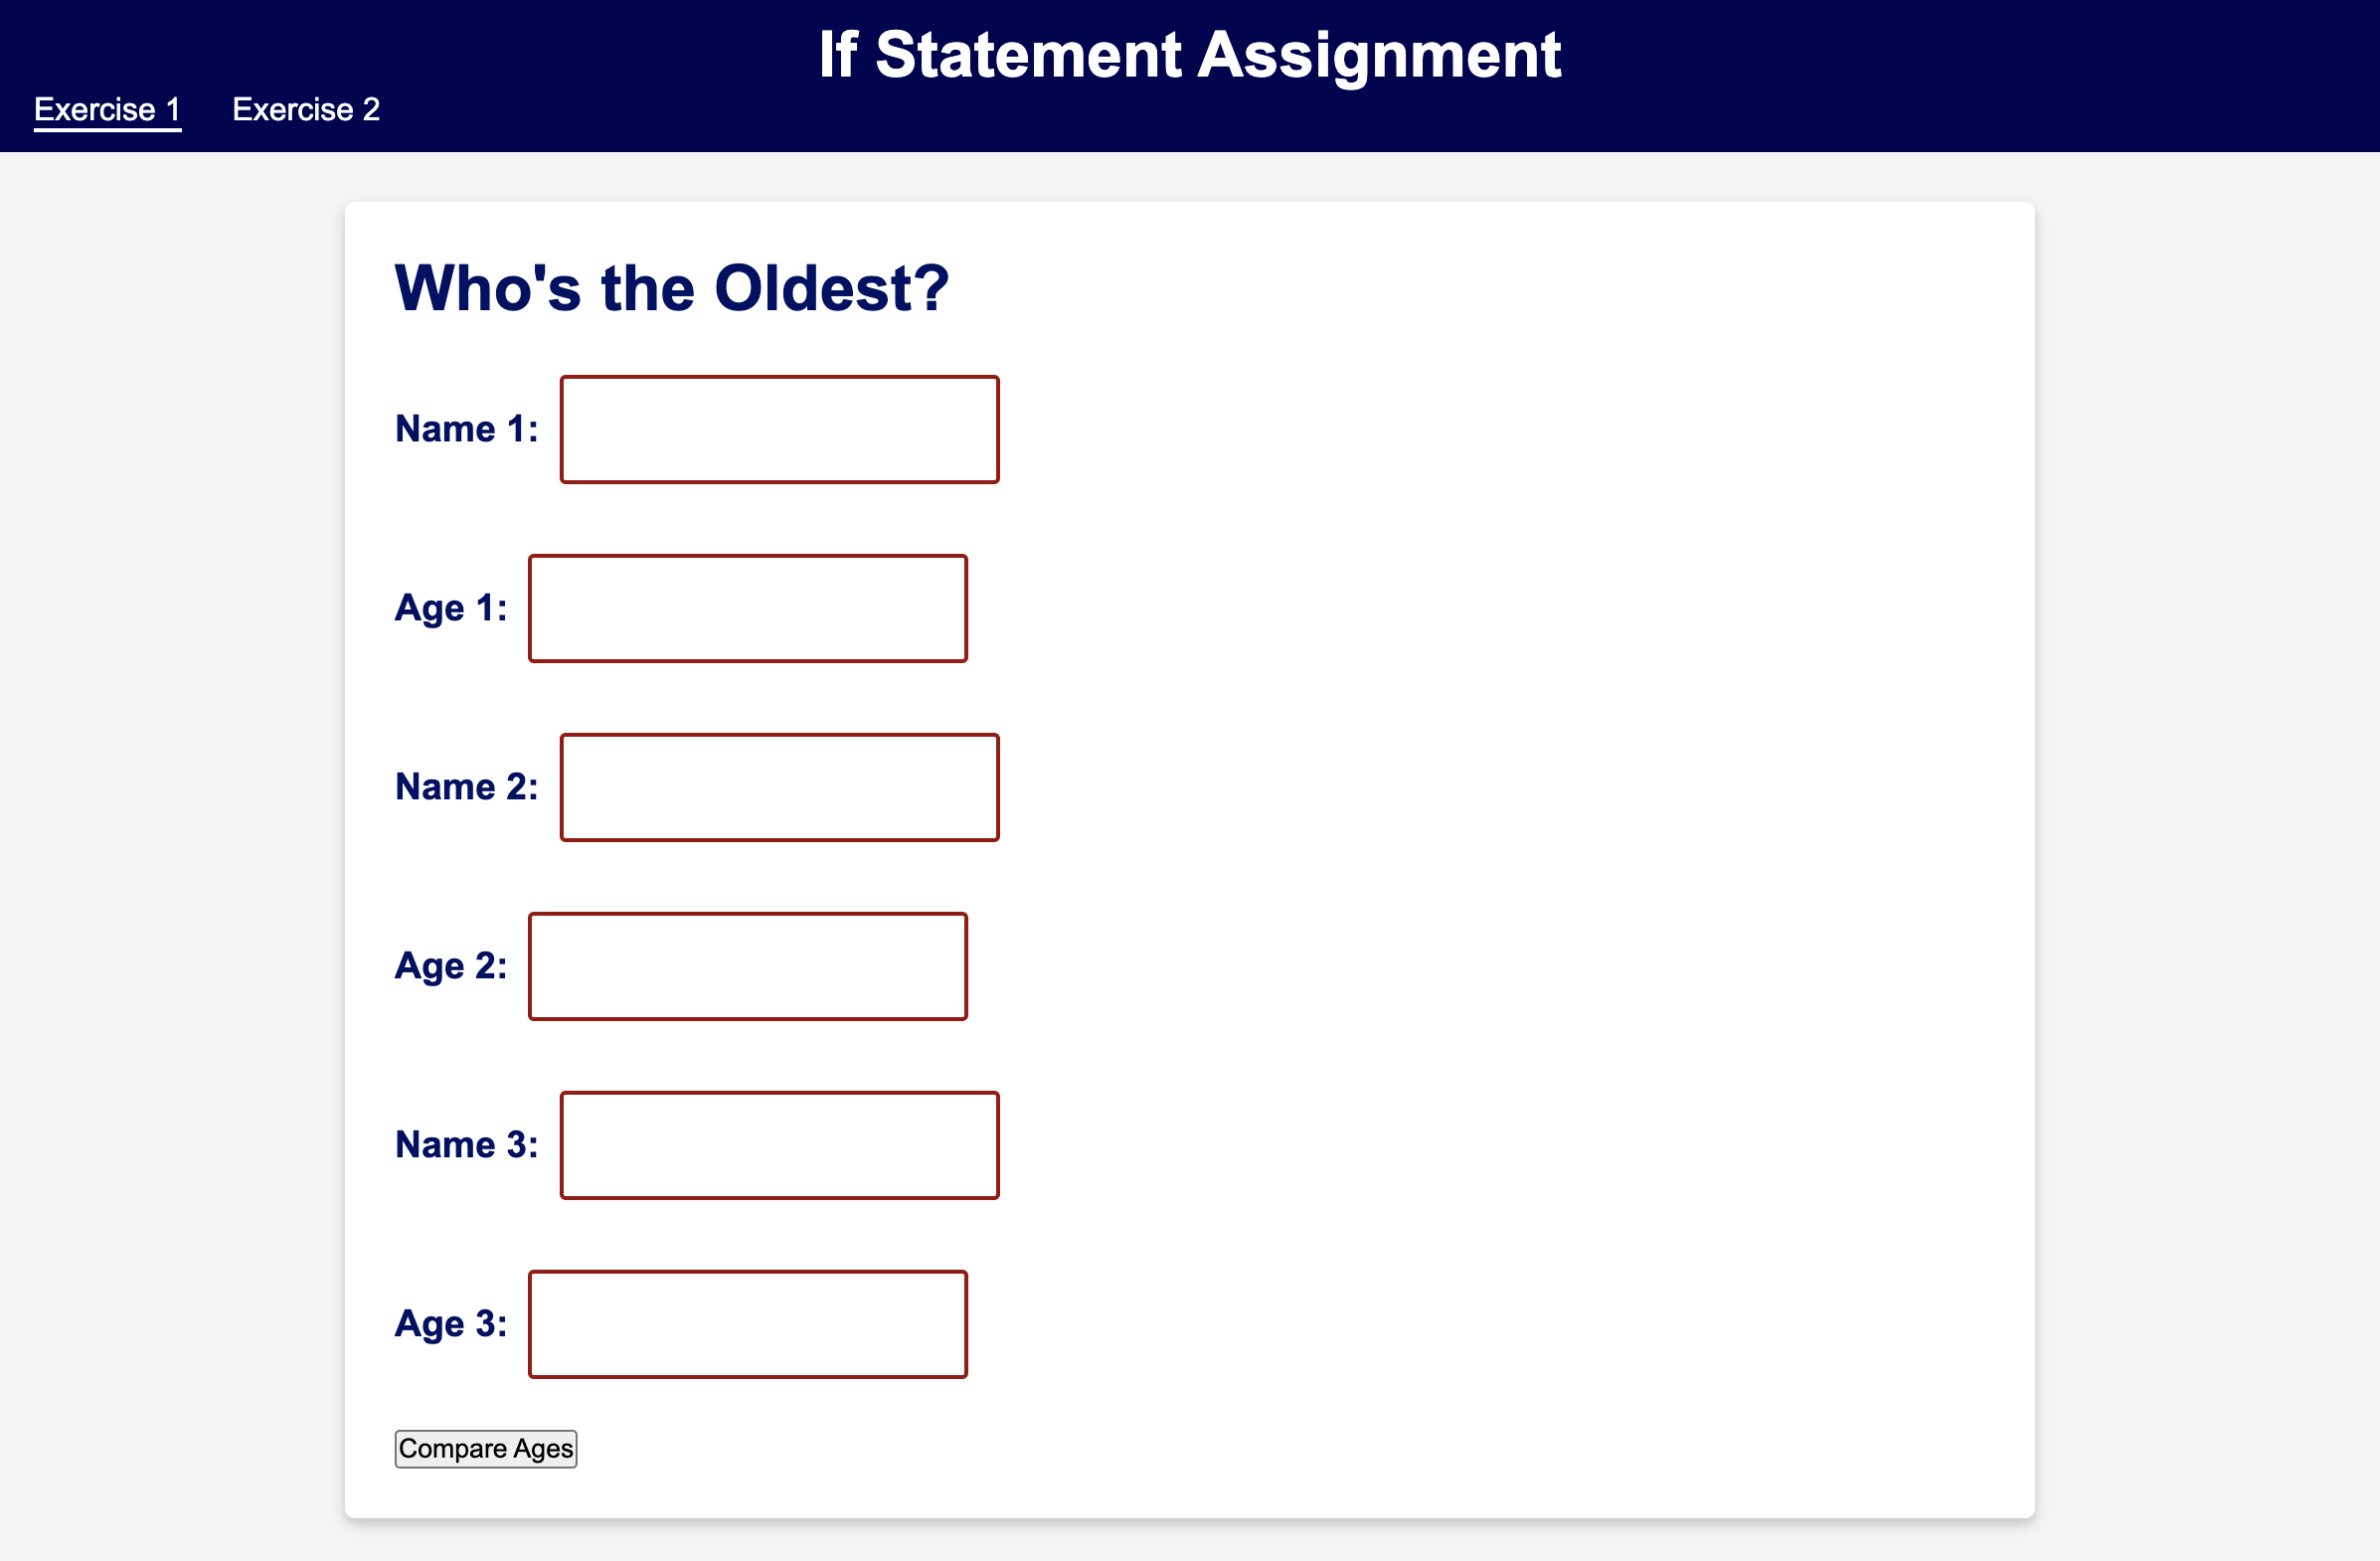 If Statement Assignment
Exercise 1 Exercise 2
Who's the Oldest?
Name 1:
Age 1:
Name 2:
Age 2:
Name 3:
Age 3:
Compare Ages